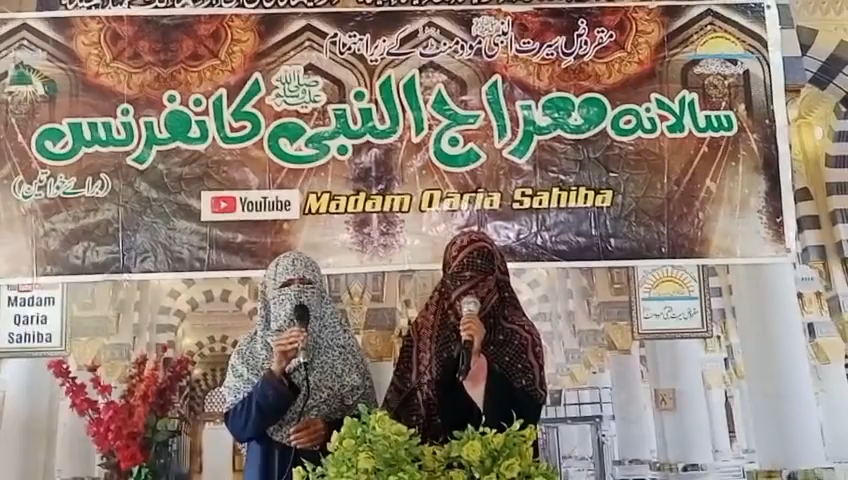 مقروض سیرت النبی ﷺ موومنٹ کے زیر اہتمام
سالانہ معراج النبی ﷺ کانفرنس
(برائے خواتین)
YouTube Madam Qaria Sahiba
Madam
Qaria
Sahiba